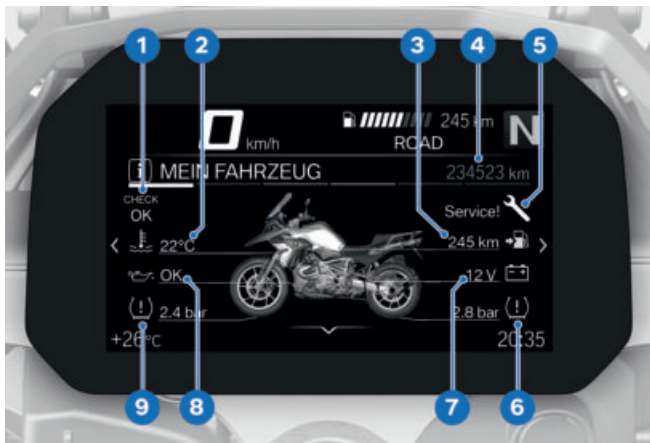 1 2 3 4 5
0 km/h 245 km N
ROAD
i MEIN FAHRZEUG 234523 km
CHECK
OK Service!
22°C 245 km
OK 12 V
2.4 bar 2.8 bar
+26°C 20:35
9 8 7 6